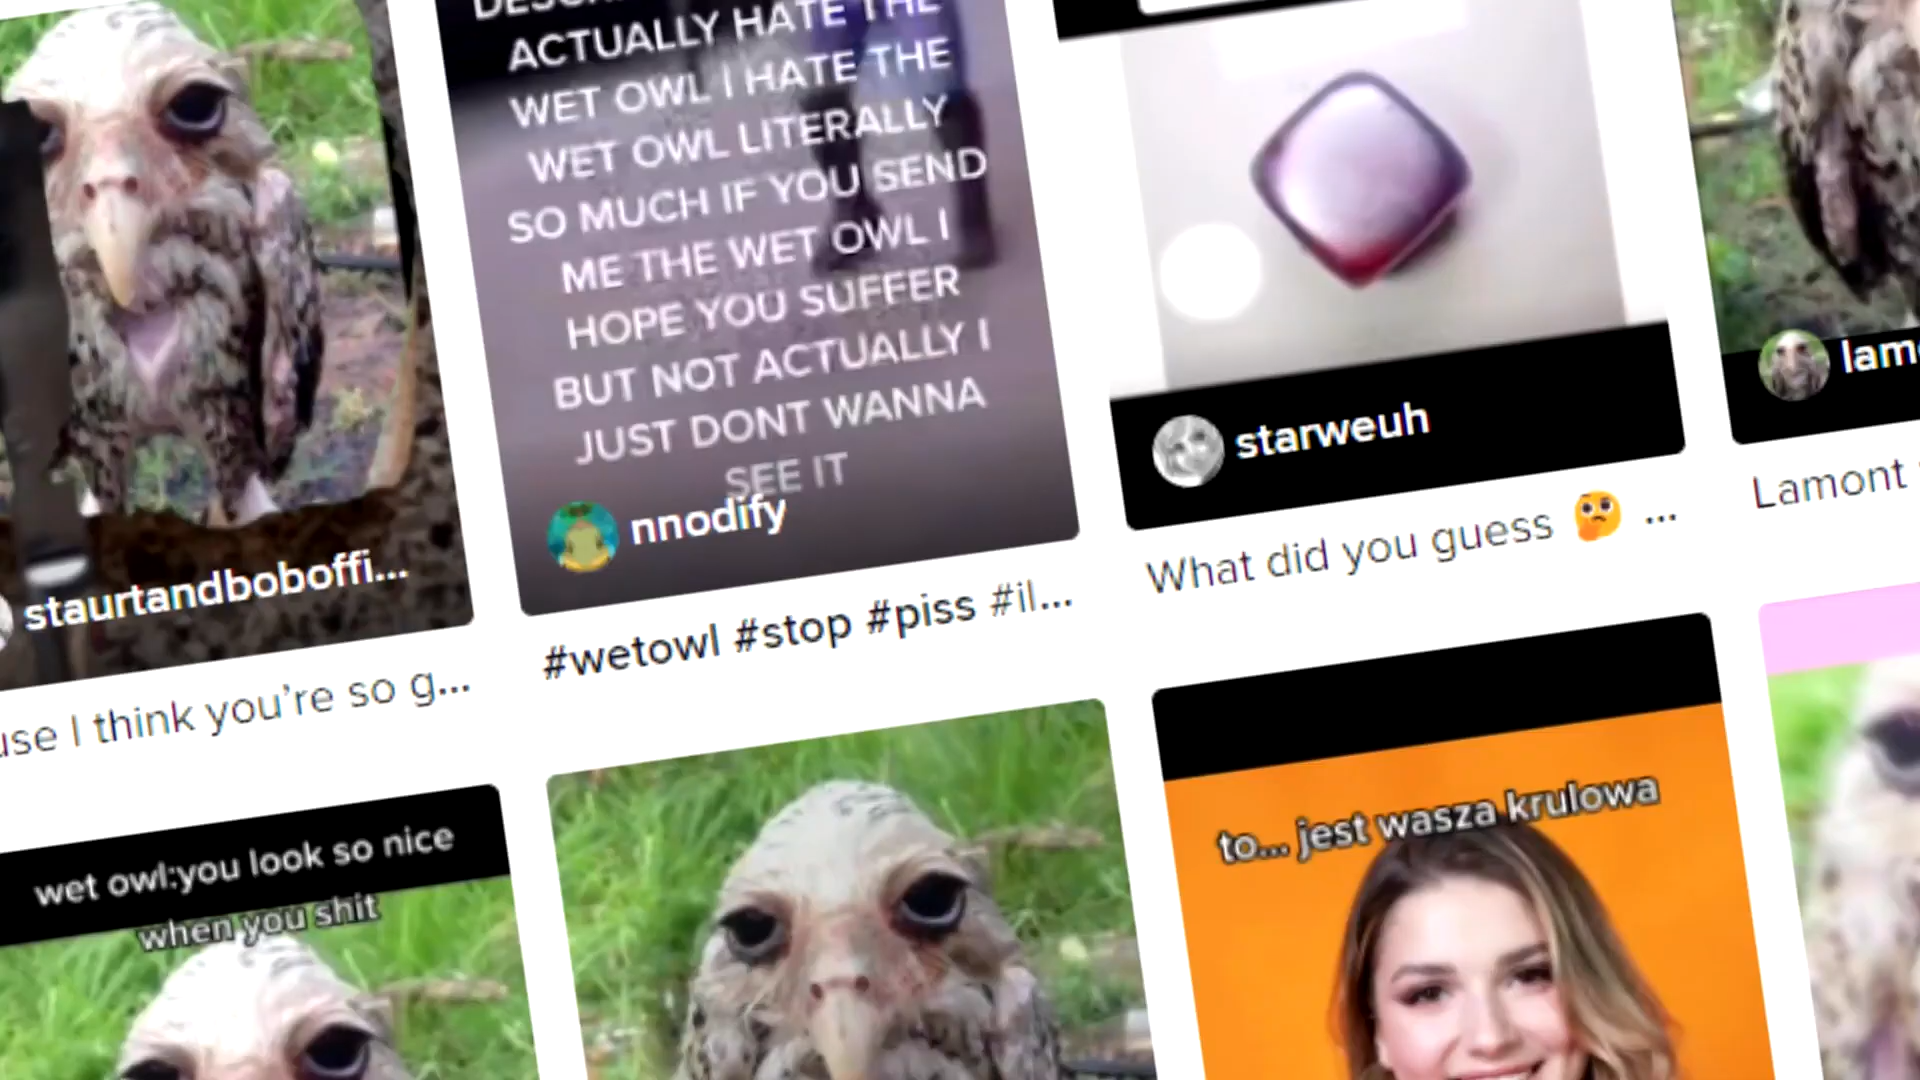 ACTUALLY HATE THE
WET OWL I HATE THE
WET OWL LITERALLY
SO MUCH IF YOU SEND
ME THE WET OWL I
HOPE YOU SUFFER
BUT NOT ACTUALLY I
JUST DONT WANNA
SEE IT
nnodify
#wetowl #stop #piss #il...
starweuh
What did you guess 🤔 ...
lam
Lamont
staurtandboboffi...
use I think you're so g...
wet owl:you look so nice
when you shit
to... jest wasza krulowa